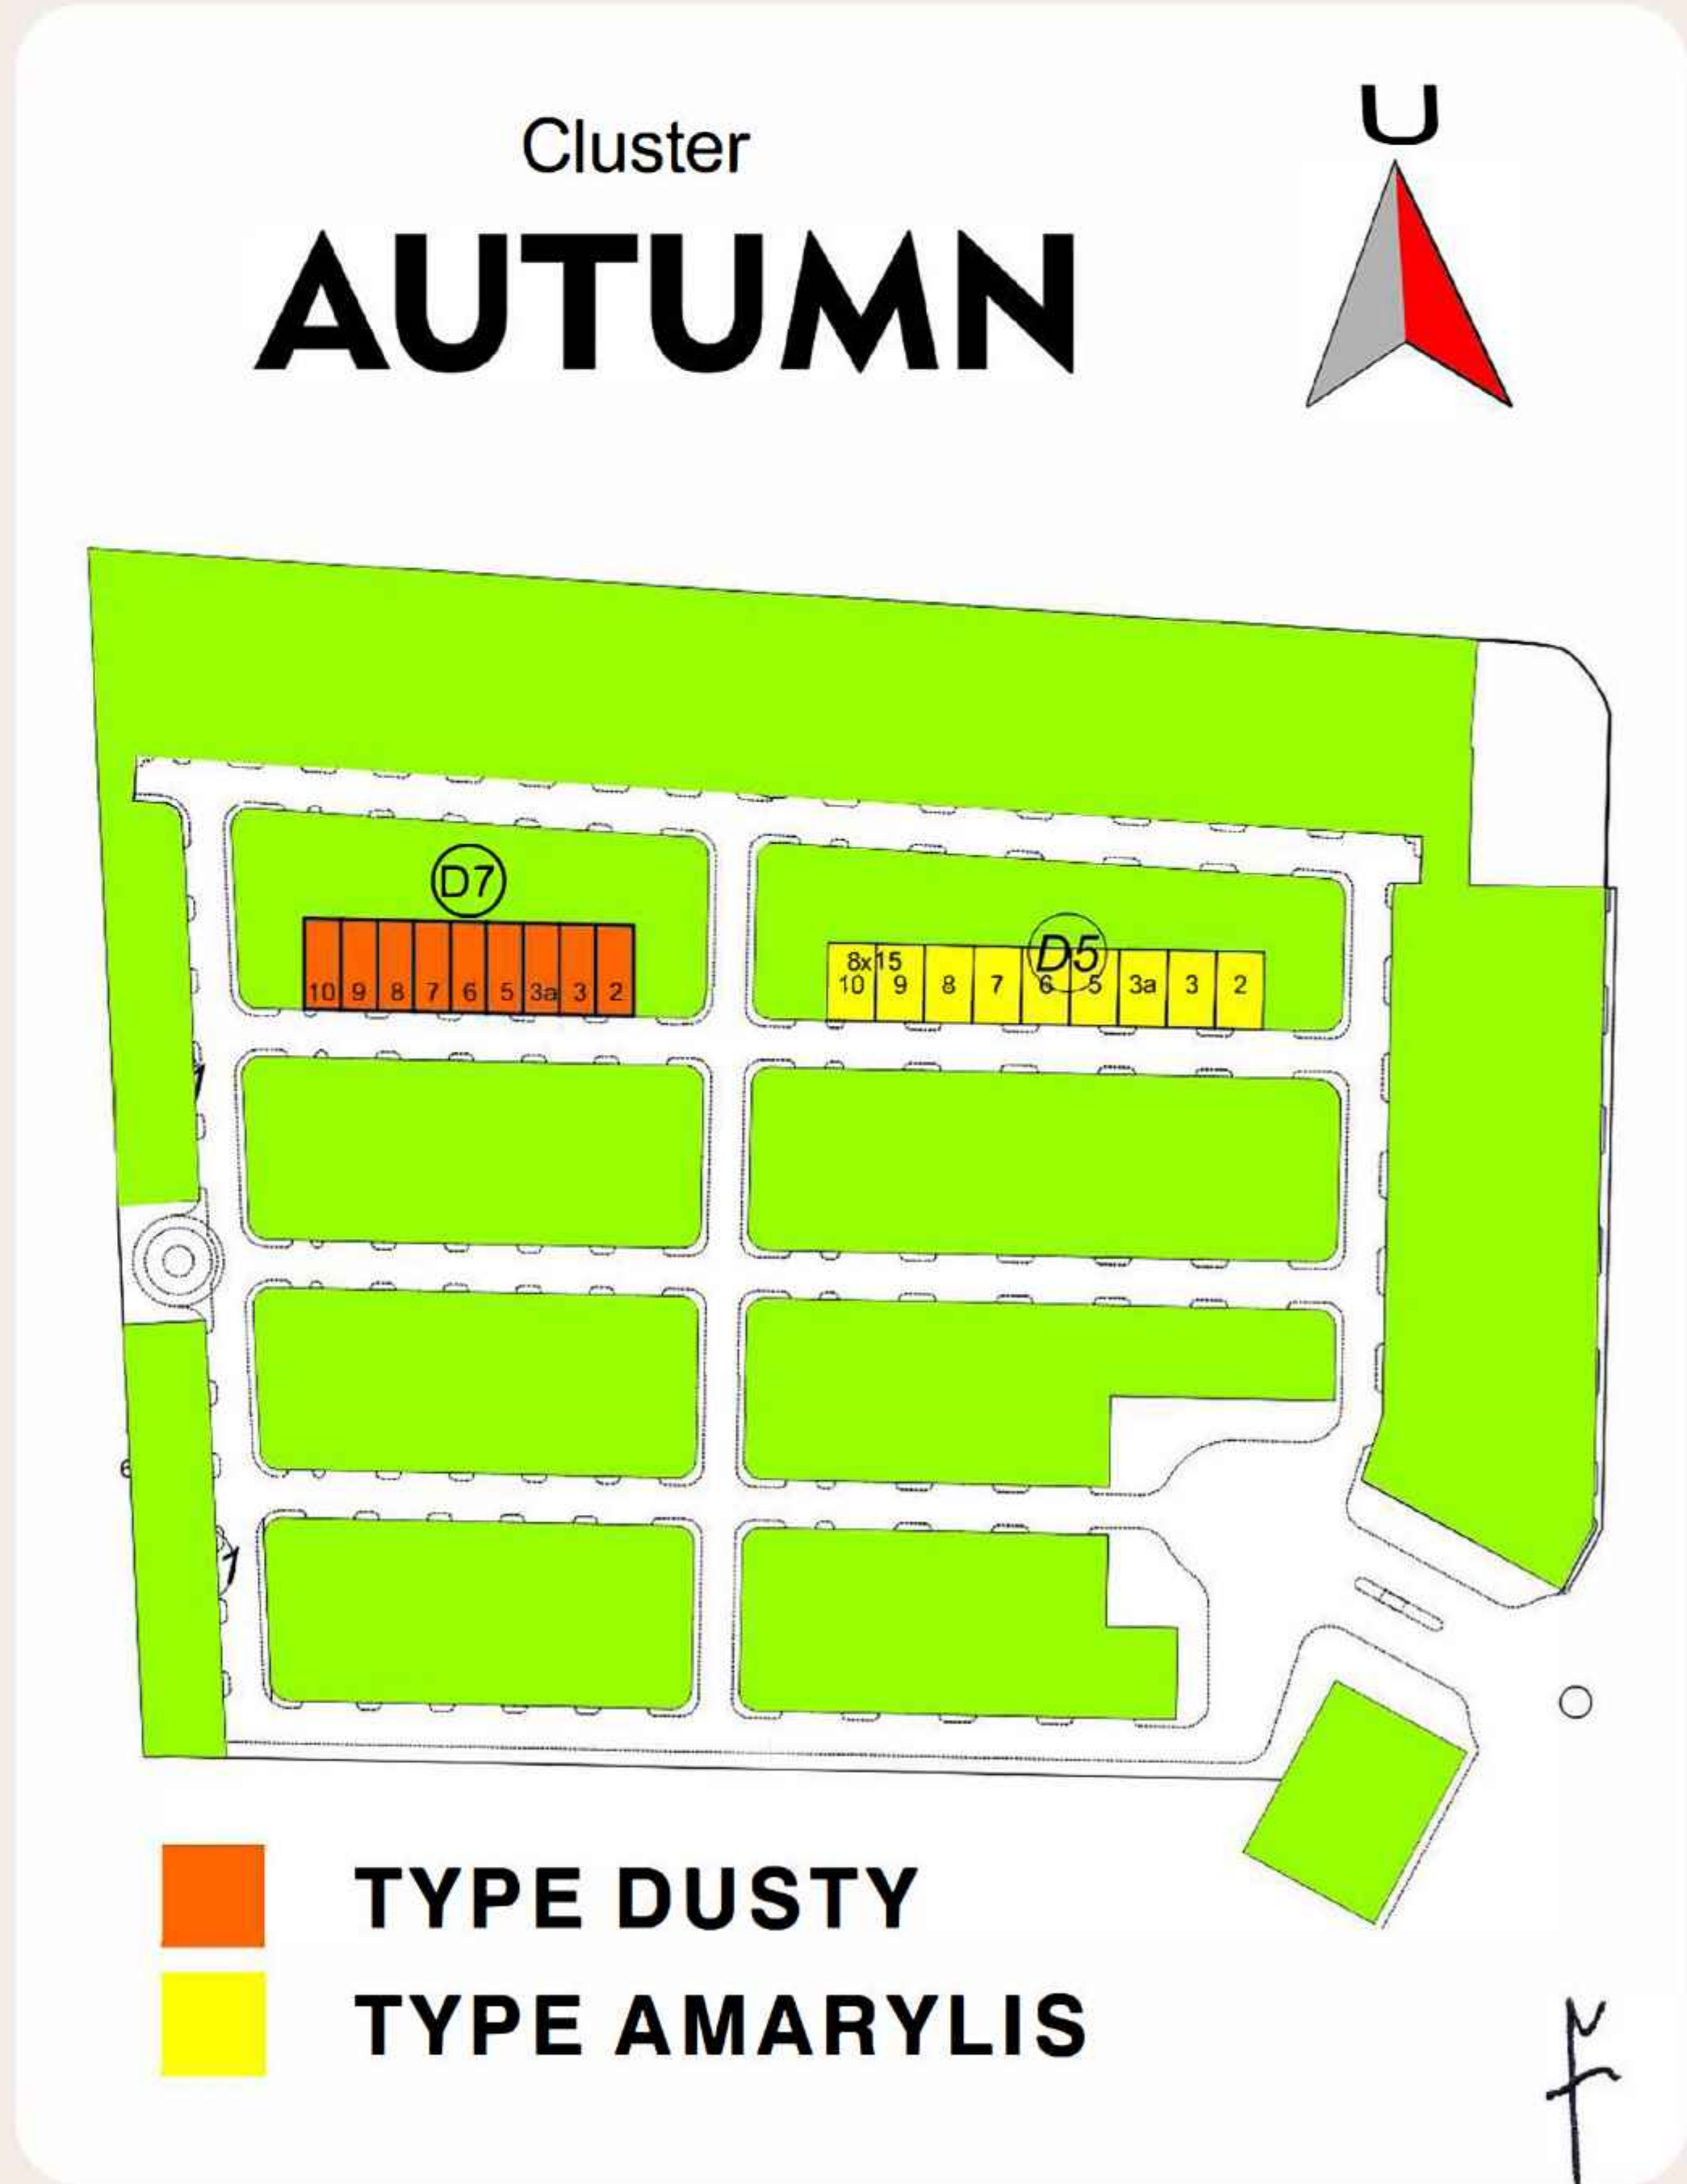 U
Cluster
AUTUMN
D7
10 9 8 7 6 5 3a 3 2
D5
8x15
10 9 8 7 6 5 3a 3 2
TYPE DUSTY
TYPE AMARYLIS